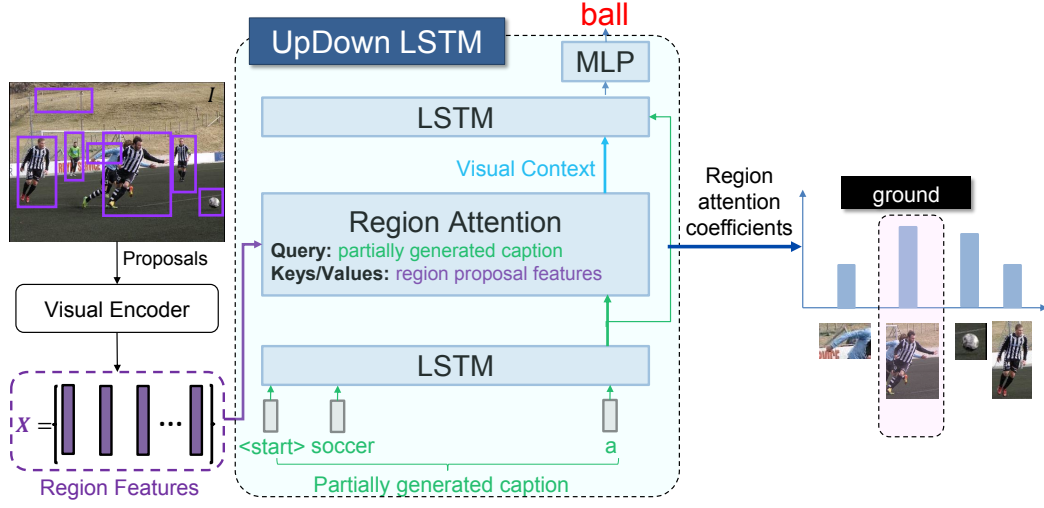 ball
UpDown LSTM
MLP
I
LSTM
Visual Context
Region Attention
Query: partially generated caption
Keys/Values: region proposal features
Region
attention
coefficients
ground
Proposals
Visual Encoder
LSTM
X = { ... }
<start> soccer a
Region Features
Partially generated caption